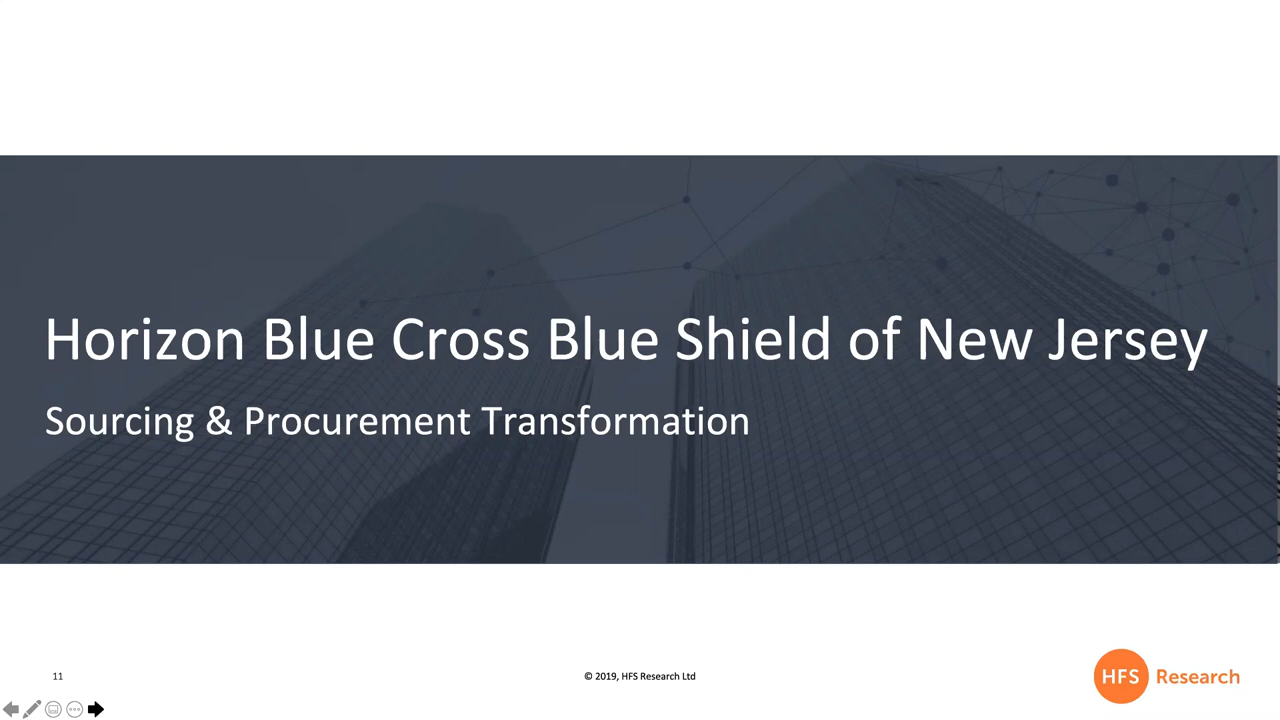 Horizon Blue Cross Blue Shield of New Jersey
Sourcing & Procurement Transformation
11
© 2019, HFS Research Ltd
HFS Research